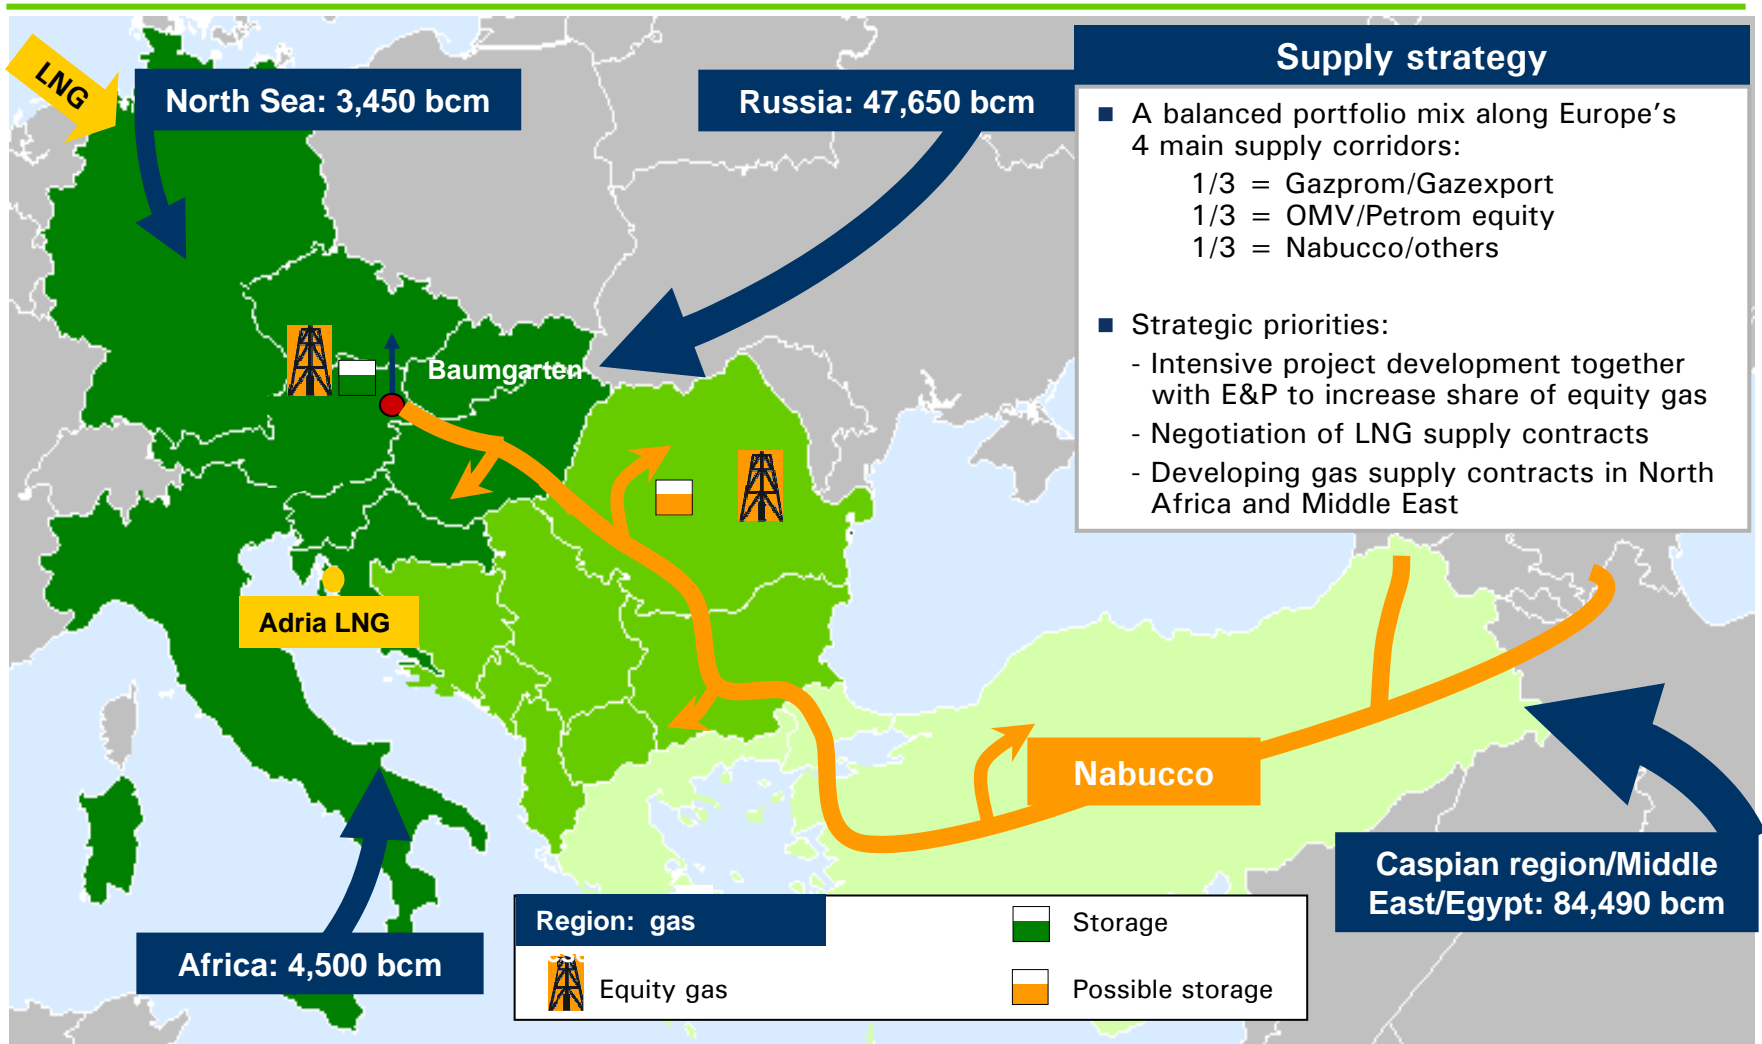 LNG
North Sea: 3,450 bcm
Russia: 47,650 bcm
Supply strategy
■ A balanced portfolio mix along Europe’s
4 main supply corridors:
1/3 = Gazprom/Gazexport
1/3 = OMV/Petrom equity
1/3 = Nabucco/others
■ Strategic priorities:
- Intensive project development together
with E&P to increase share of equity gas
- Negotiation of LNG supply contracts
- Developing gas supply contracts in North
Africa and Middle East
Baumgarten
Adria LNG
Nabucco
Caspian region/Middle
East/Egypt: 84,490 bcm
Africa: 4,500 bcm
Region: gas
Equity gas
Storage
Possible storage